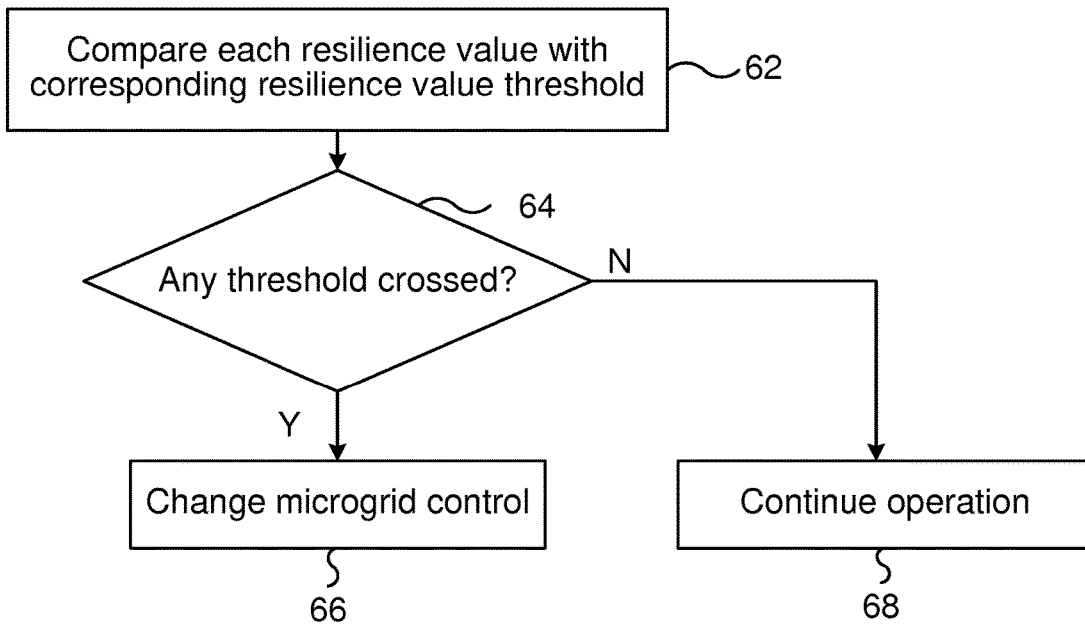 Compare each resilience value with
corresponding resilience value threshold
62
64
Any threshold crossed?
N
Y
Change microgrid control
Continue operation
66
68